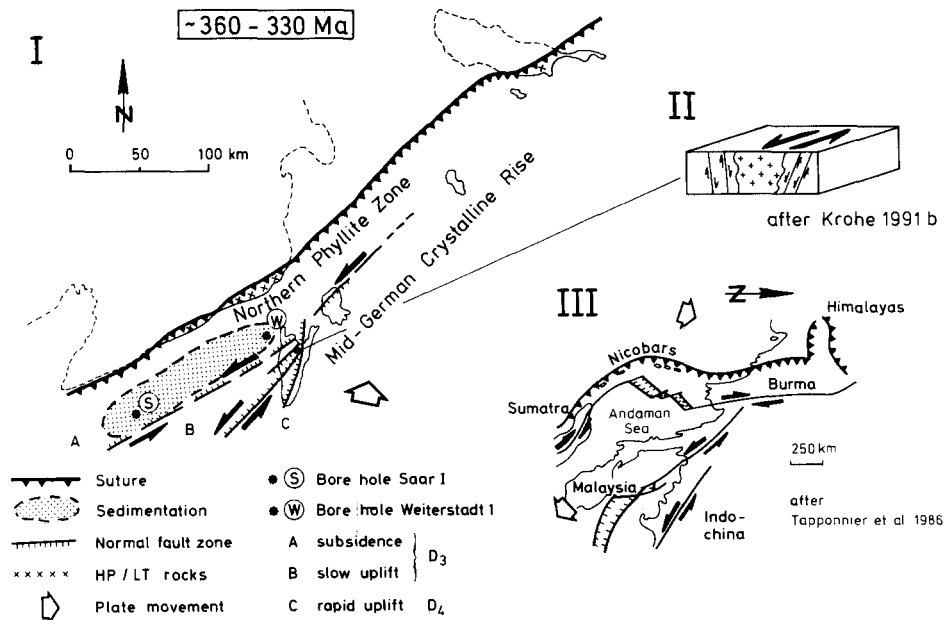 I
~360 - 330 Ma
N
0 50 100 km
Northern Phyllite Zone
Mid-German Crystalline Rise
W
S
A
B
C
II
after Krohe 1991 b
III
N
Himalayas
Nicobars
Burma
Sumatra
Andaman
Sea
250 km
Malaysia
Indo-
china
after
Tapponnier et al 1986
Suture
Sedimentation
Normal fault zone
HP / LT rocks
Plate movement
S Bore hole Saar I
W Bore hole Weiterstadt 1
A subsidence
B slow uplift
D3
C rapid uplift D4